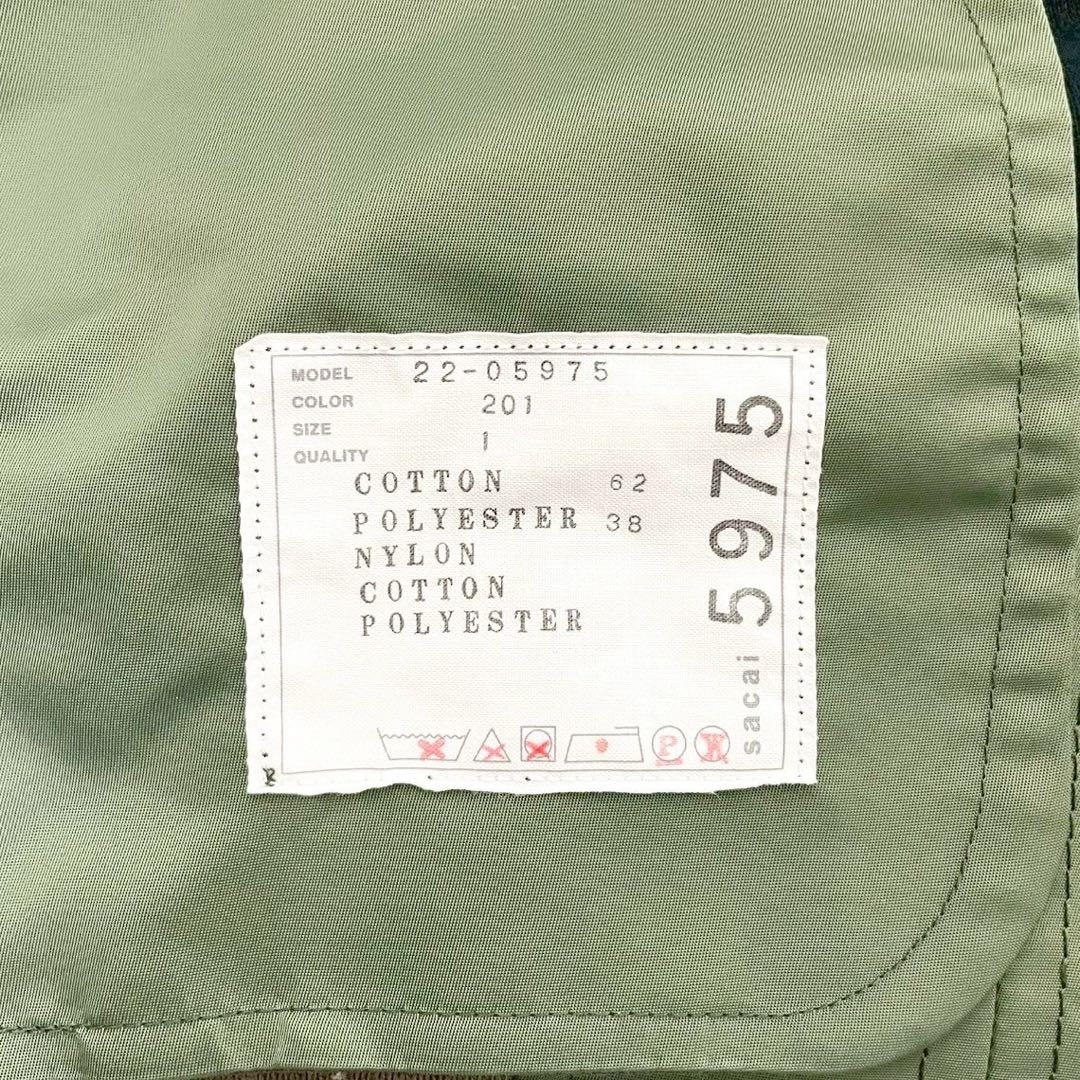 MODEL 22-05975
COLOR 201
SIZE 1
QUALITY
COTTON 62
POLYESTER 38
NYLON
COTTON
POLYESTER
P W
sacai 5975